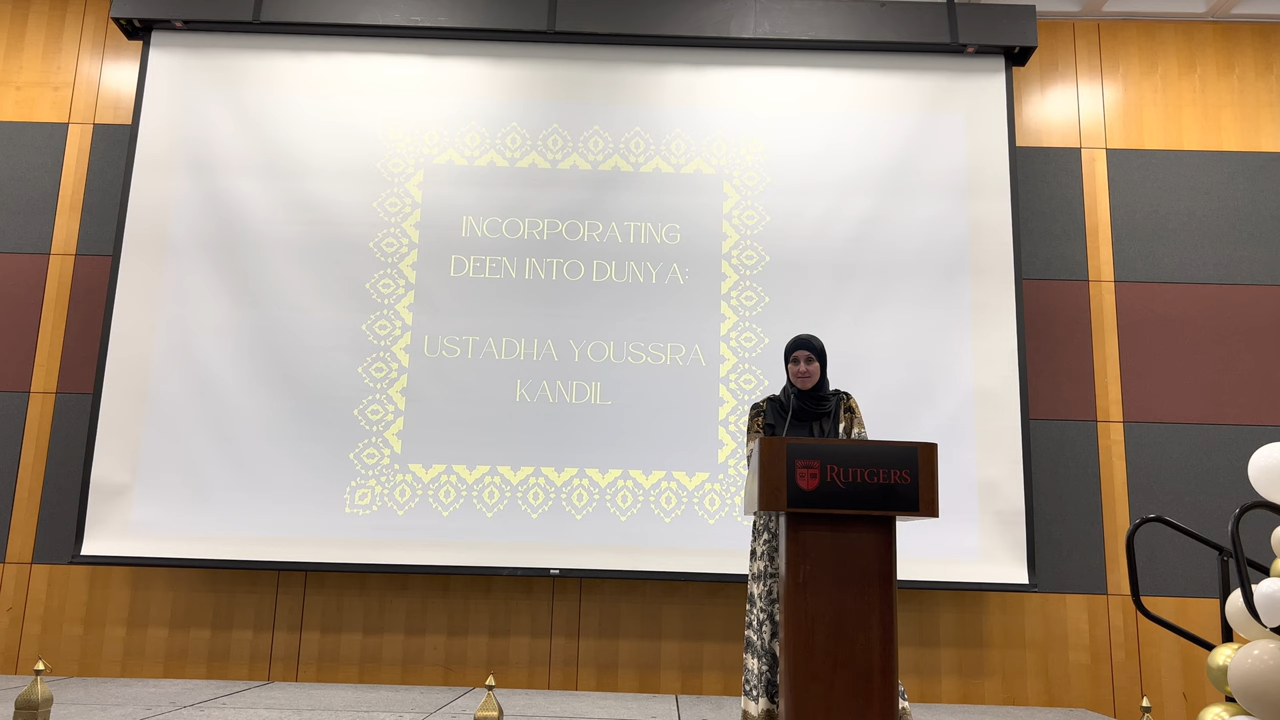 INCORPORATING
DEEN INTO DUNYA:
USTADHA YOUSSRA
KANDIL
RUTGERS